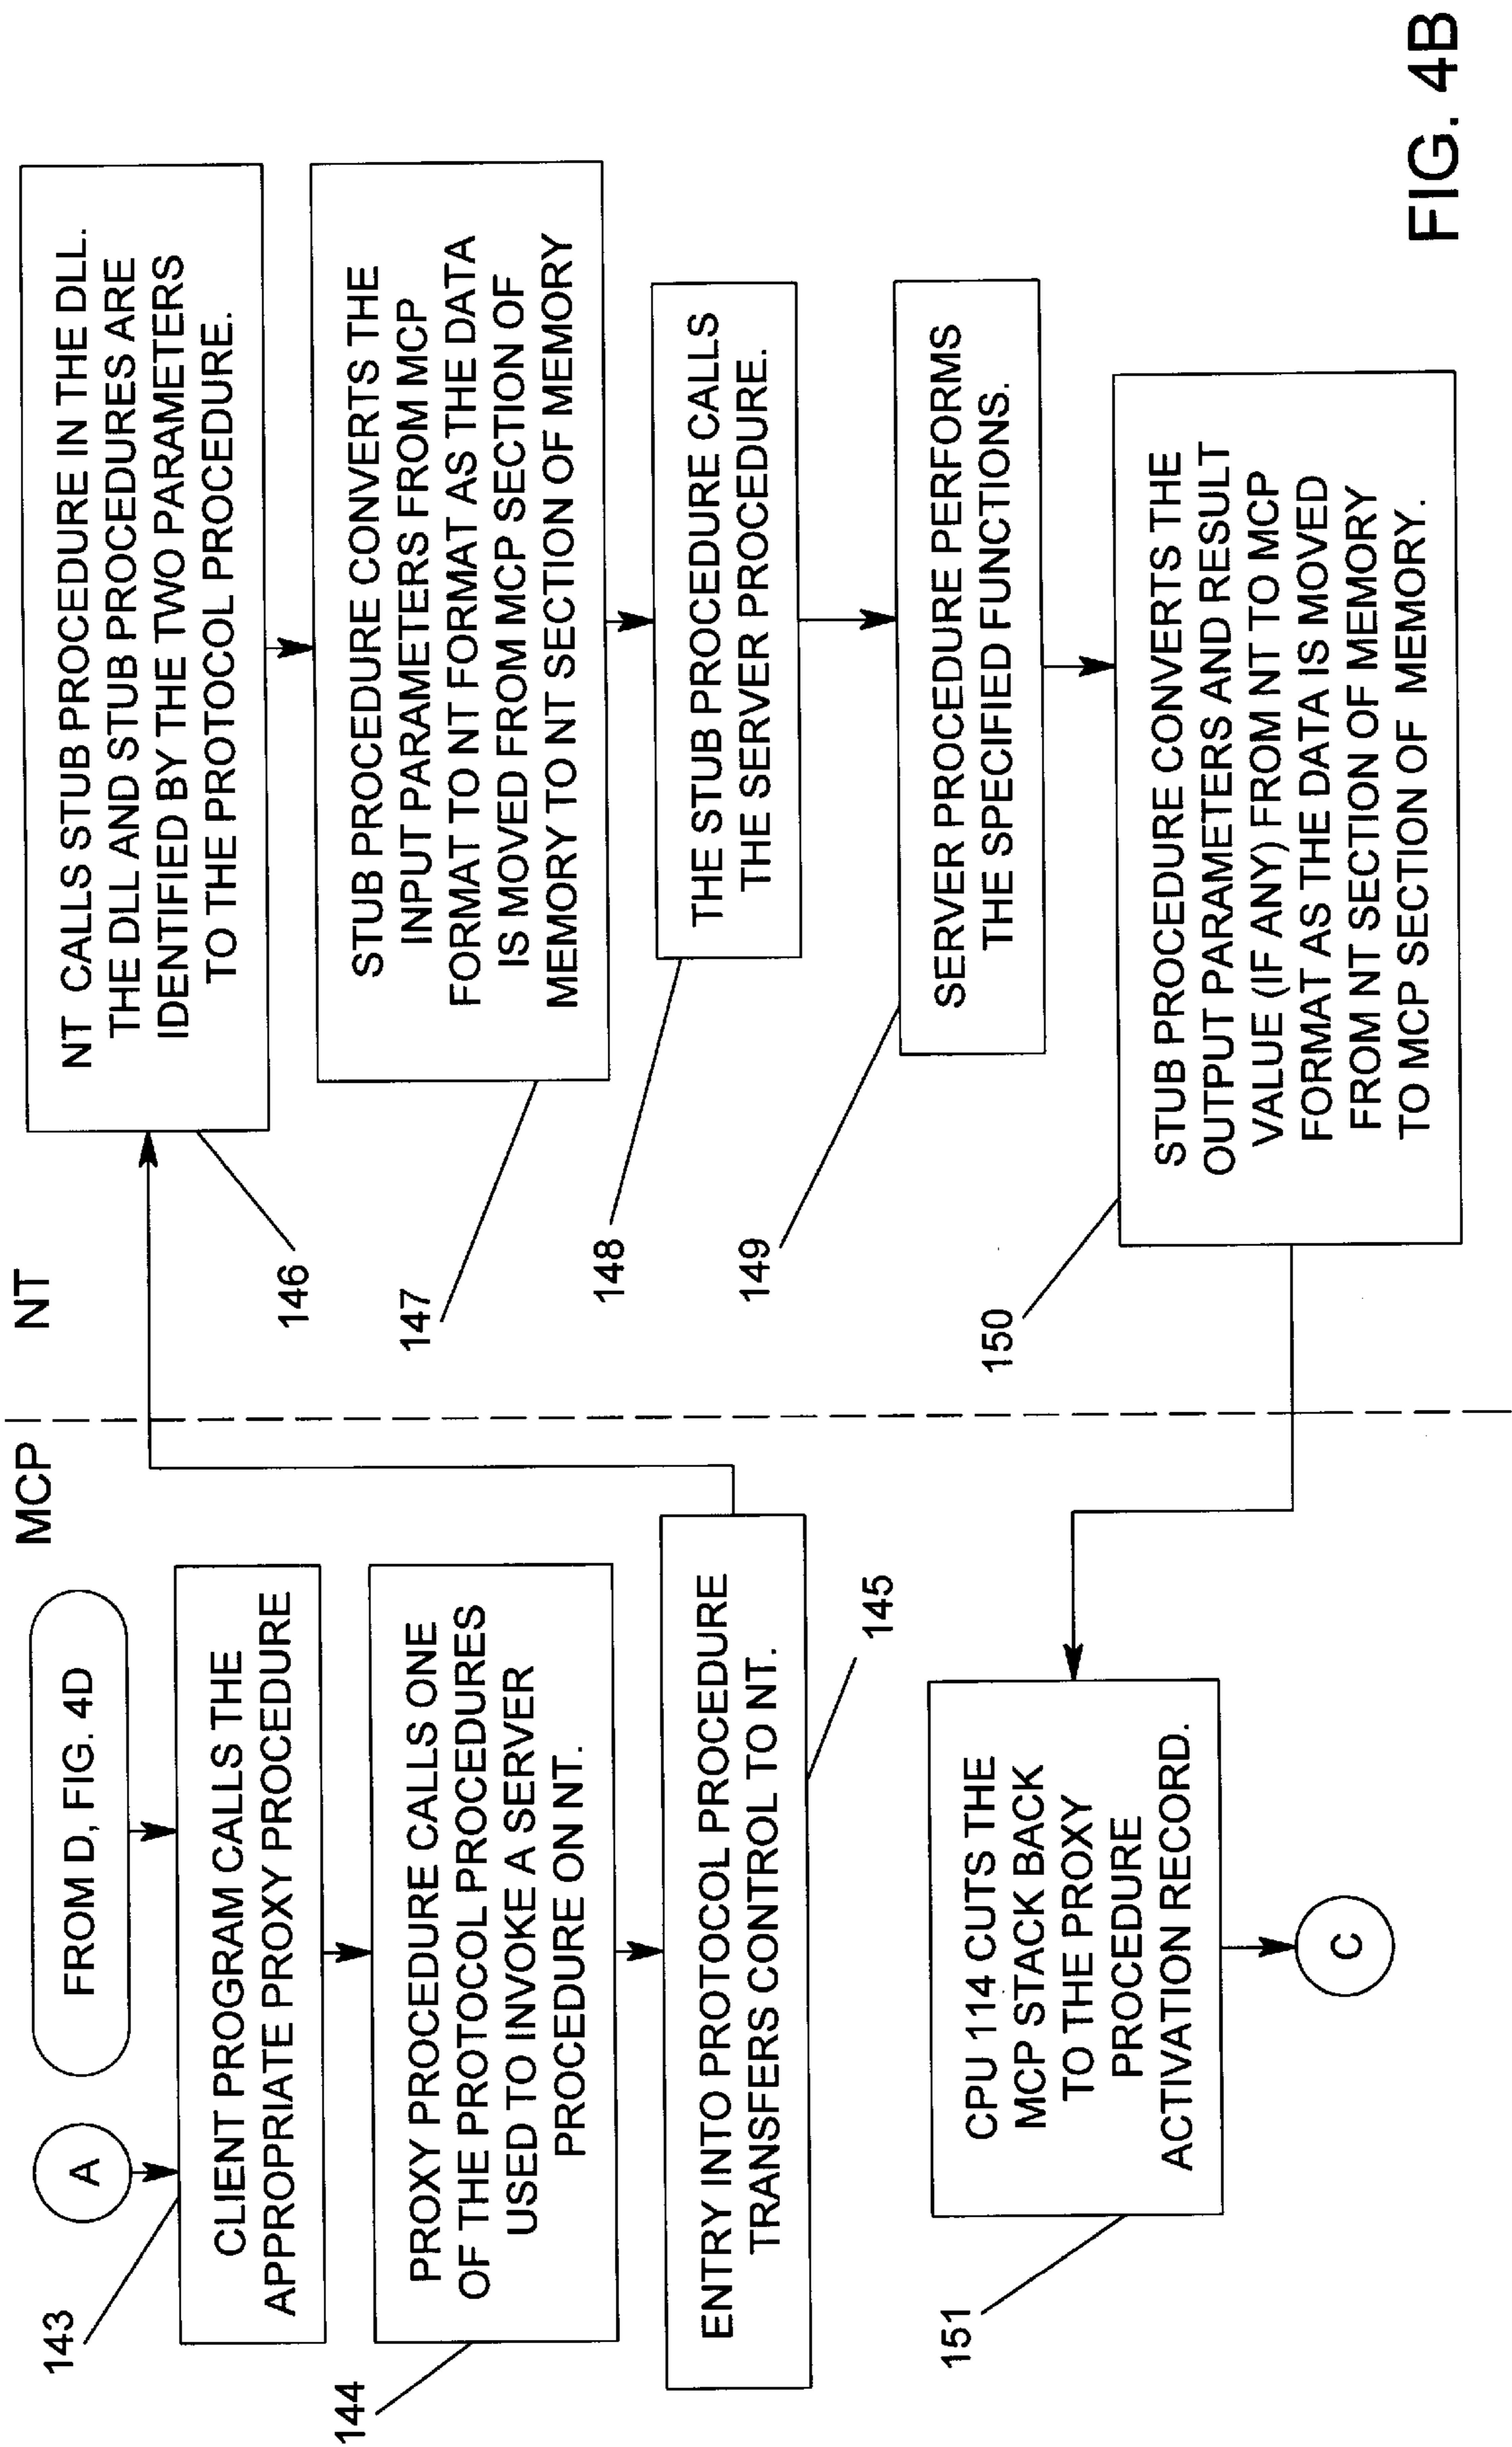 MCP
NT
A
FROM D, FIG. 4D
143
CLIENT PROGRAM CALLS THE
APPROPRIATE PROXY PROCEDURE
144
PROXY PROCEDURE CALLS ONE
OF THE PROTOCOL PROCEDURES
USED TO INVOKE A SERVER
PROCEDURE ON NT.
ENTRY INTO PROTOCOL PROCEDURE
TRANSFERS CONTROL TO NT.
145
NT CALLS STUB PROCEDURE IN THE DLL.
THE DLL AND STUB PROCEDURES ARE
IDENTIFIED BY THE TWO PARAMETERS
TO THE PROTOCOL PROCEDURE.
146
STUB PROCEDURE CONVERTS THE
INPUT PARAMETERS FROM MCP
FORMAT TO NT FORMAT AS THE DATA
IS MOVED FROM MCP SECTION OF
MEMORY TO NT SECTION OF MEMORY
147
THE STUB PROCEDURE CALLS
THE SERVER PROCEDURE.
148
SERVER PROCEDURE PERFORMS
THE SPECIFIED FUNCTIONS.
149
STUB PROCEDURE CONVERTS THE
OUTPUT PARAMETERS AND RESULT
VALUE (IF ANY) FROM NT TO MCP
FORMAT AS THE DATA IS MOVED
FROM NT SECTION OF MEMORY
TO MCP SECTION OF MEMORY.
150
CPU 114 CUTS THE
MCP STACK BACK
TO THE PROXY
PROCEDURE
ACTIVATION RECORD.
151
C
FIG. 4B